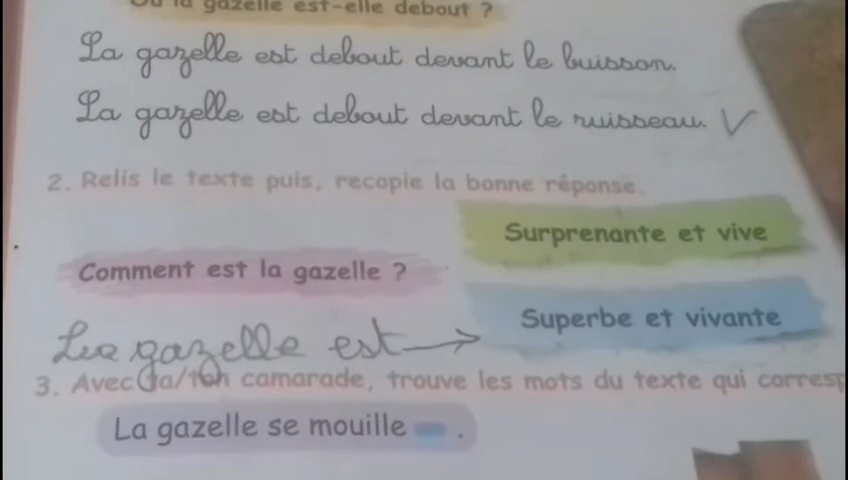 Où la gazelle est-elle debout ?
La gazelle est debout devant le buisson.
La gazelle est debout devant le ruisseau. ✓
2. Relis le texte puis, recopie la bonne réponse.
Surprenante et vive
Comment est la gazelle ?
Superbe et vivante
La gazelle est →
3. Avec ta/ton camarade, trouve les mots du texte qui
La gazelle se mouille .